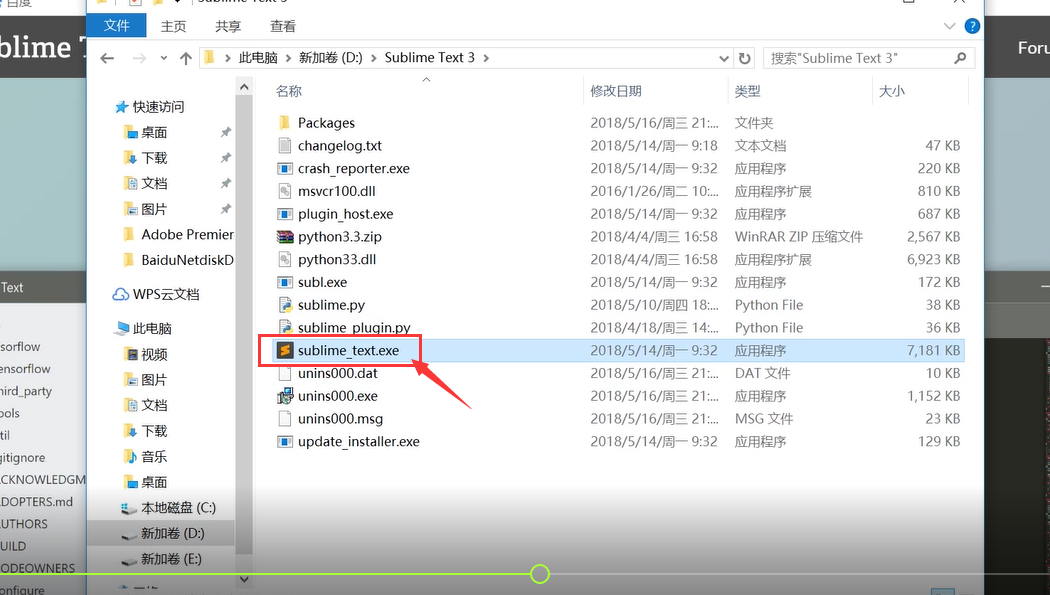 百度
Sublime Text 3
文件 主页 共享 查看
blime T
Foru
此电脑 > 新加卷 (D:) > Sublime Text 3 >
搜索"Sublime Text 3"
名称 修改日期 类型 大小
快速访问
桌面
下载
文档
图片
Adobe Premier
BaiduNetdiskD
WPS云文档
此电脑
视频
图片
文档
下载
音乐
桌面
本地磁盘 (C:)
新加卷 (D:)
新加卷 (E:)
Packages 2018/5/16/周三 21:... 文件夹
changelog.txt 2018/5/14/周一 9:18 文本文档 47 KB
crash_reporter.exe 2018/5/14/周一 9:32 应用程序 220 KB
msvcr100.dll 2016/1/26/周二 10:... 应用程序扩展 810 KB
plugin_host.exe 2018/5/14/周一 9:32 应用程序 687 KB
python3.3.zip 2018/4/4/周三 16:58 WinRAR ZIP 压缩文件 2,567 KB
python33.dll 2018/4/4/周三 16:58 应用程序扩展 6,923 KB
subl.exe 2018/5/14/周一 9:32 应用程序 172 KB
sublime.py 2018/5/10/周四 18:... Python File 38 KB
sublime_plugin.py 2018/4/18/周三 14:... Python File 36 KB
sublime_text.exe 2018/5/14/周一 9:32 应用程序 7,181 KB
unins000.dat 2018/5/16/周三 21:... DAT 文件 10 KB
unins000.exe 2018/5/16/周三 21:... 应用程序 1,152 KB
unins000.msg 2018/5/16/周三 21:... MSG 文件 23 KB
update_installer.exe 2018/5/14/周一 9:32 应用程序 129 KB
Text
sorflow
ensorflow
hird_party
ools
til
gitignore
CKNOWLEDGM
DOPTERS.md
UTHORS
UILD
ODEOWNERS
onfigure